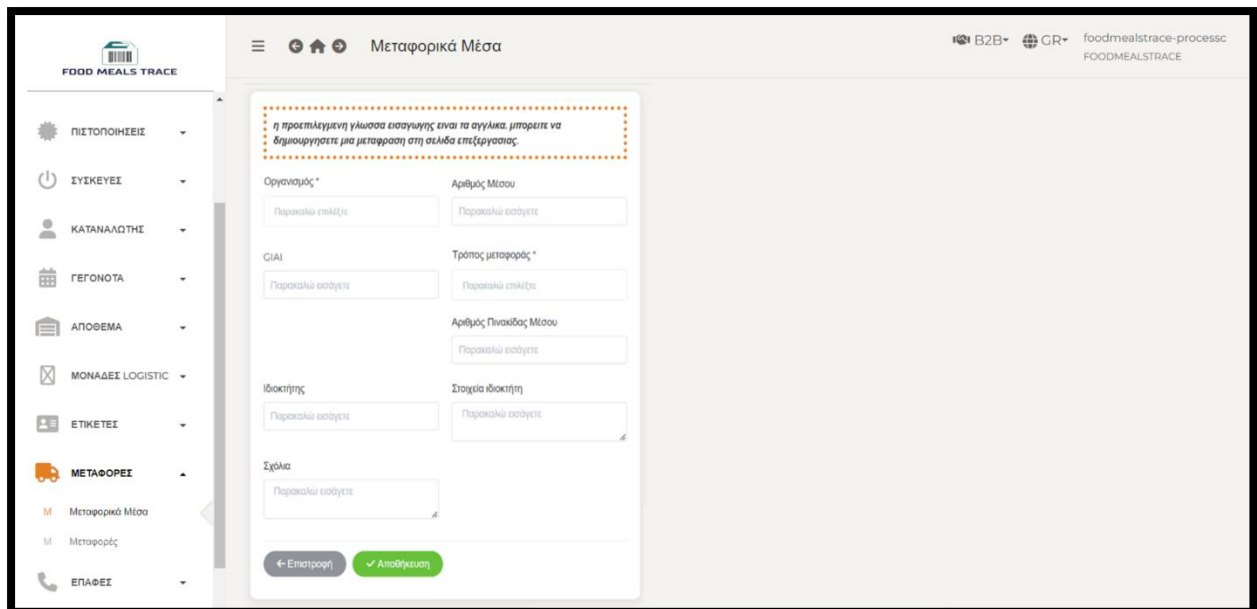 FOOD MEALS TRACE
Μεταφορικά Μέσα
B2B
GR
foodmealstrace-processc
FOODMEALSTRACE
ΠΙΣΤΟΠΟΙΗΣΕΙΣ
ΣΥΣΚΕΥΕΣ
ΚΑΤΑΝΑΛΩΤΗΣ
ΓΕΓΟΝΟΤΑ
ΑΠΟΘΕΜΑ
ΜΟΝΑΔΕΣ LOGISTIC
ΕΤΙΚΕΤΕΣ
ΜΕΤΑΦΟΡΕΣ
Μ Μεταφορικά Μέσα
Μ Μεταφορές
ΕΠΑΦΕΣ
η προεπιλεγμενη γλωσσα εισαγωγης ειναι τα αγγλικα, μπορειτε να
δημιουργησετε μια μεταφραση στη σελιδα επεξεργασιας.
Οργανισμός *
Παρακαλώ επιλέξτε
Αριθμός Μέσου
Παρακαλώ εισάγετε
GIAI
Παρακαλώ εισάγετε
Τρόπος μεταφοράς *
Παρακαλώ επιλέξτε
Αριθμός Πινακίδας Μέσου
Παρακαλώ εισάγετε
Ιδιοκτήτης
Παρακαλώ εισάγετε
Στοιχεία ιδιοκτήτη
Παρακαλώ εισάγετε
Σχόλια
Παρακαλώ εισάγετε
Επιστροφή
Αποθήκευση